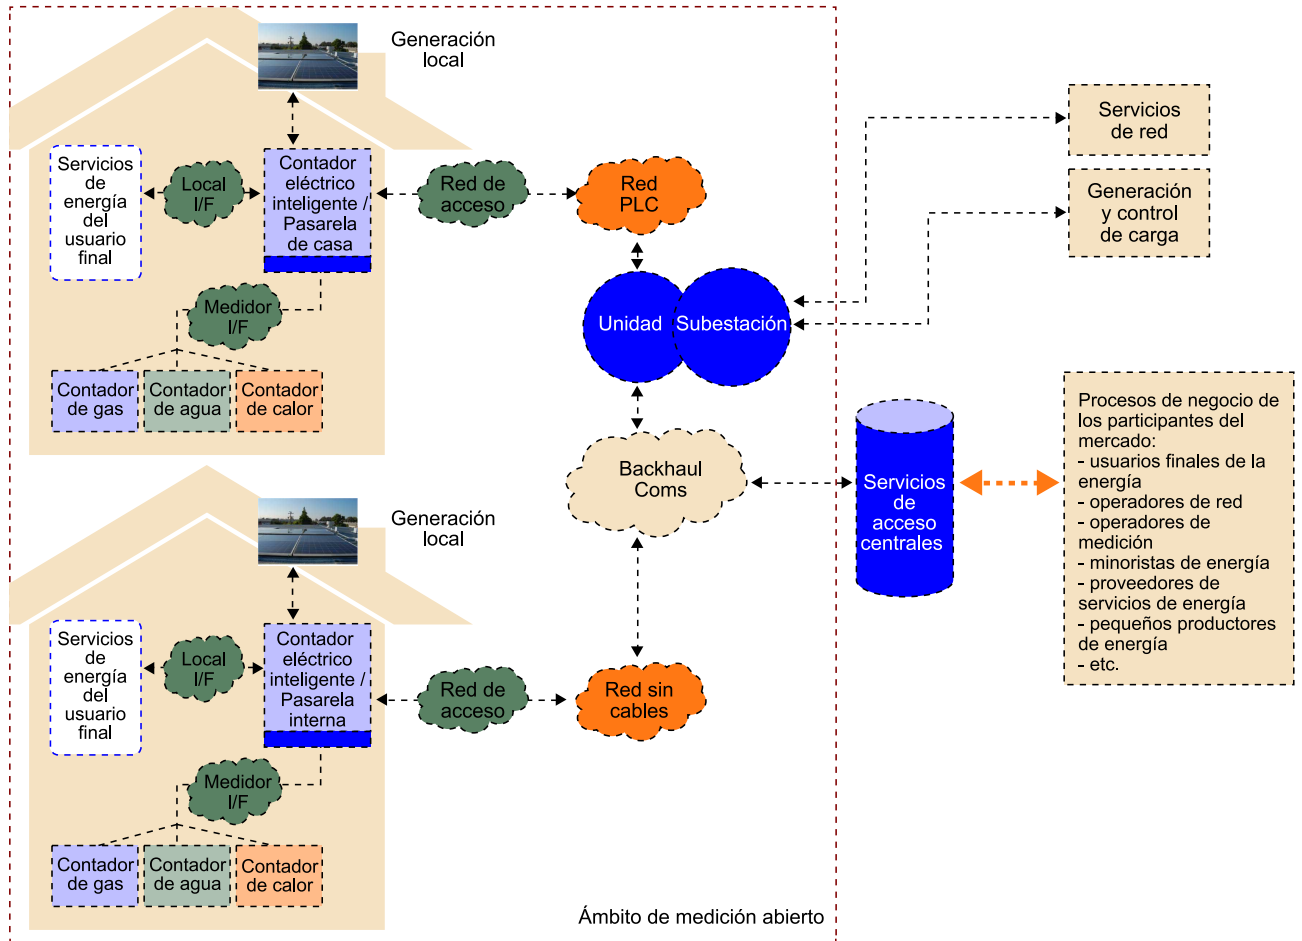 Generación
local
Servicios
de
energía
del
usuario
final
Local
I/F
Contador
eléctrico
inteligente /
Pasarela
de casa
Red de
acceso
Red
PLC
Medidor
I/F
Contador
de gas
Contador
de agua
Contador
de calor
Unidad
Subestación
Servicios
de red
Generación
y control
de carga
Backhaul
Coms
Servicios
de
acceso
centrales
Procesos de negocio de
los participantes del
mercado:
- usuarios finales de la
energía
- operadores de red
- operadores de
medición
- minoristas de energía
- proveedores de
servicios de energía
- pequeños productores
de energía
- etc.
Generación
local
Servicios
de
energía
del
usuario
final
Local
I/F
Contador
eléctrico
inteligente /
Pasarela
interna
Red de
acceso
Red sin
cables
Medidor
I/F
Contador
de gas
Contador
de agua
Contador
de calor
Ámbito de medición abierto